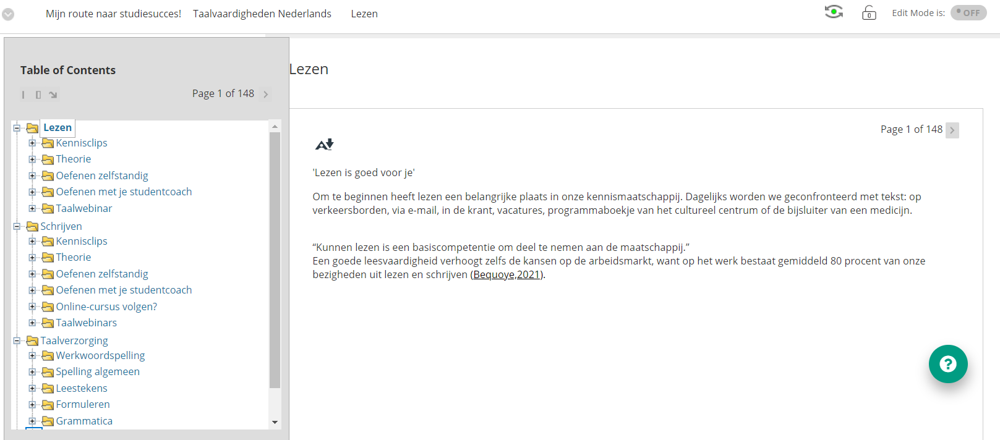 Mijn route naar studiesucces! Taalvaardigheden Nederlands Lezen
Edit Mode is: OFF
Table of Contents
Page 1 of 148
Lezen
Kennisclips
Theorie
Oefenen zelfstandig
Oefenen met je studentcoach
Taalwebinar
Schrijven
Kennisclips
Theorie
Oefenen zelfstandig
Oefenen met je studentcoach
Online-cursus volgen?
Taalwebinars
Taalverzorging
Werkwoordspelling
Spelling algemeen
Leestekens
Formuleren
Grammatica
Lezen
Page 1 of 148
'Lezen is goed voor je'
Om te beginnen heeft lezen een belangrijke plaats in onze kennismaatschappij. Dagelijks worden we geconfronteerd met tekst: op
verkeersborden, via e-mail, in de krant, vacatures, programmaboekje van het cultureel centrum of de bijsluiter van een medicijn.
“Kunnen lezen is een basiscompetentie om deel te nemen aan de maatschappij.”
Een goede leesvaardigheid verhoogt zelfs de kansen op de arbeidsmarkt, want op het werk bestaat gemiddeld 80 procent van onze
bezigheden uit lezen en schrijven (Bequoye,2021).
?